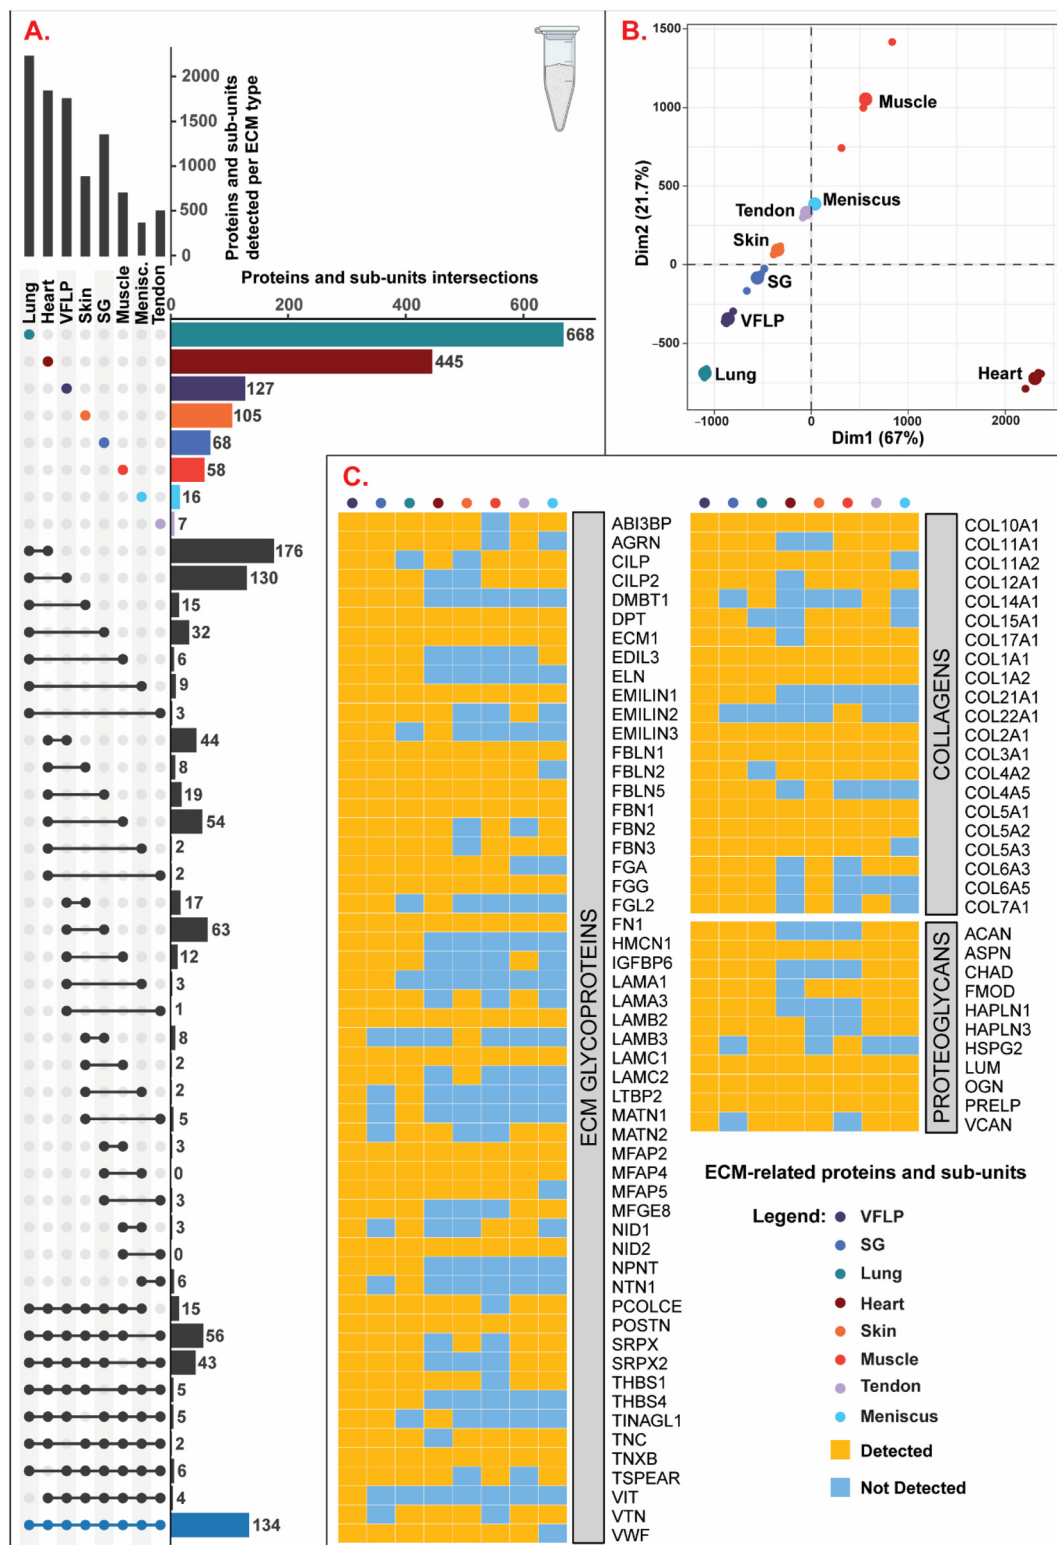 A.
2000
1500
1000
500
0
Proteins and sub-units
detected per ECM type
Proteins and sub-units intersections
Lung
Heart
VFLP
Skin
SG
Muscle
Menisc.
Tendon
0
200
400
600
668
445
127
105
68
58
16
7
176
130
15
32
6
9
3
44
8
19
54
2
2
17
63
12
3
1
8
2
2
5
3
0
3
3
0
6
15
56
43
5
5
2
6
4
134
B.
1500
1000
500
0
−500
Dim2 (21.7%)
Muscle
Meniscus
Tendon
Skin
SG
VFLP
Lung
Heart
−1000
0
1000
2000
Dim1 (67%)
C.
ABI3BP
AGRN
CILP
CILP2
DMBT1
DPT
ECM1
EDIL3
ELN
EMILIN1
EMILIN2
EMILIN3
FBLN1
FBLN2
FBLN5
FBN1
FBN2
FBN3
FGA
FGG
FGL2
FN1
HMCN1
IGFBP6
LAMA1
LAMA3
LAMB2
LAMB3
LAMC1
LAMC2
LTBP2
MATN1
MATN2
MFAP2
MFAP4
MFAP5
MFGE8
NID1
NID2
NPNT
NTN1
PCOLCE
POSTN
SRPX
SRPX2
THBS1
THBS4
TINAGL1
TNC
TNXB
TSPEAR
VIT
VTN
VWF
ECM GLYCOPROTEINS
COL10A1
COL11A1
COL11A2
COL12A1
COL14A1
COL15A1
COL17A1
COL1A1
COL1A2
COL21A1
COL22A1
COL2A1
COL3A1
COL4A2
COL4A5
COL5A1
COL5A2
COL5A3
COL6A3
COL6A5
COL7A1
COLLAGENS
ACAN
ASPN
CHAD
FMOD
HAPLN1
HAPLN3
HSPG2
LUM
OGN
PRELP
VCAN
PROTEOGLYCANS
ECM-related proteins and sub-units
Legend:
VFLP
SG
Lung
Heart
Skin
Muscle
Tendon
Meniscus
Detected
Not Detected